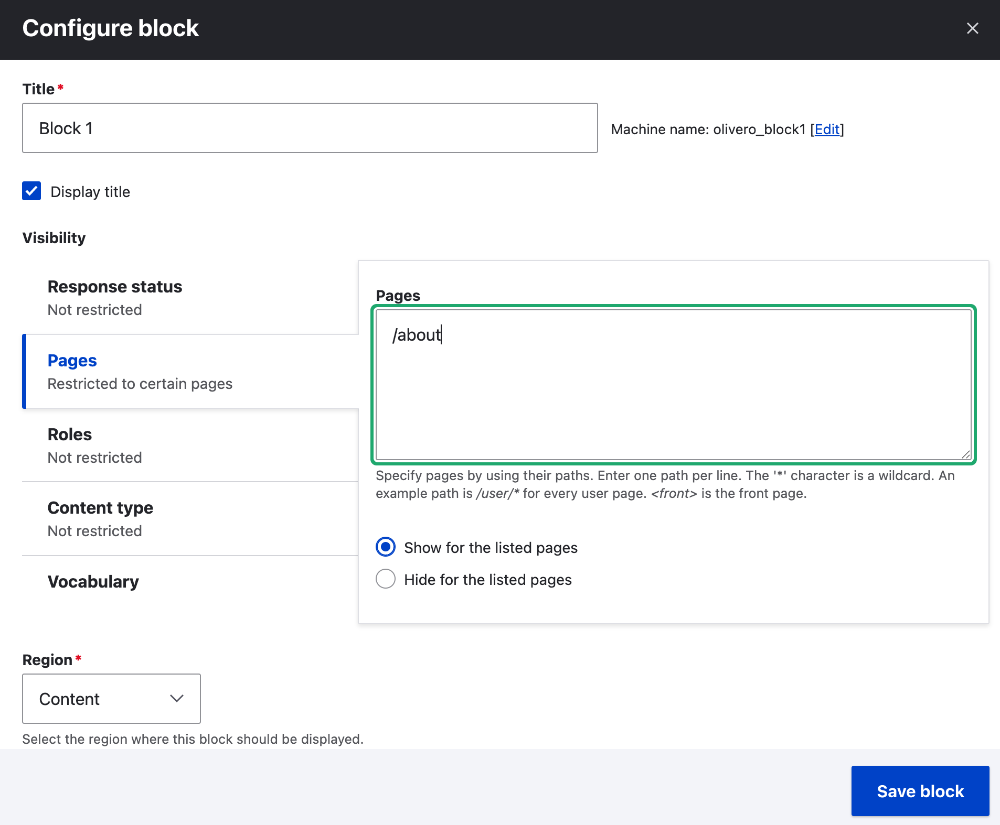 Configure block
Title*
Block 1
Machine name: olivero_block1 [Edit]
Display title
Visibility
Response status
Not restricted
Pages
Restricted to certain pages
Roles
Not restricted
Content type
Not restricted
Vocabulary
Pages
/about
Specify pages by using their paths. Enter one path per line. The '*' character is a wildcard. An
example path is /user/* for every user page. <front> is the front page.
Show for the listed pages
Hide for the listed pages
Region*
Content
Select the region where this block should be displayed.
Save block